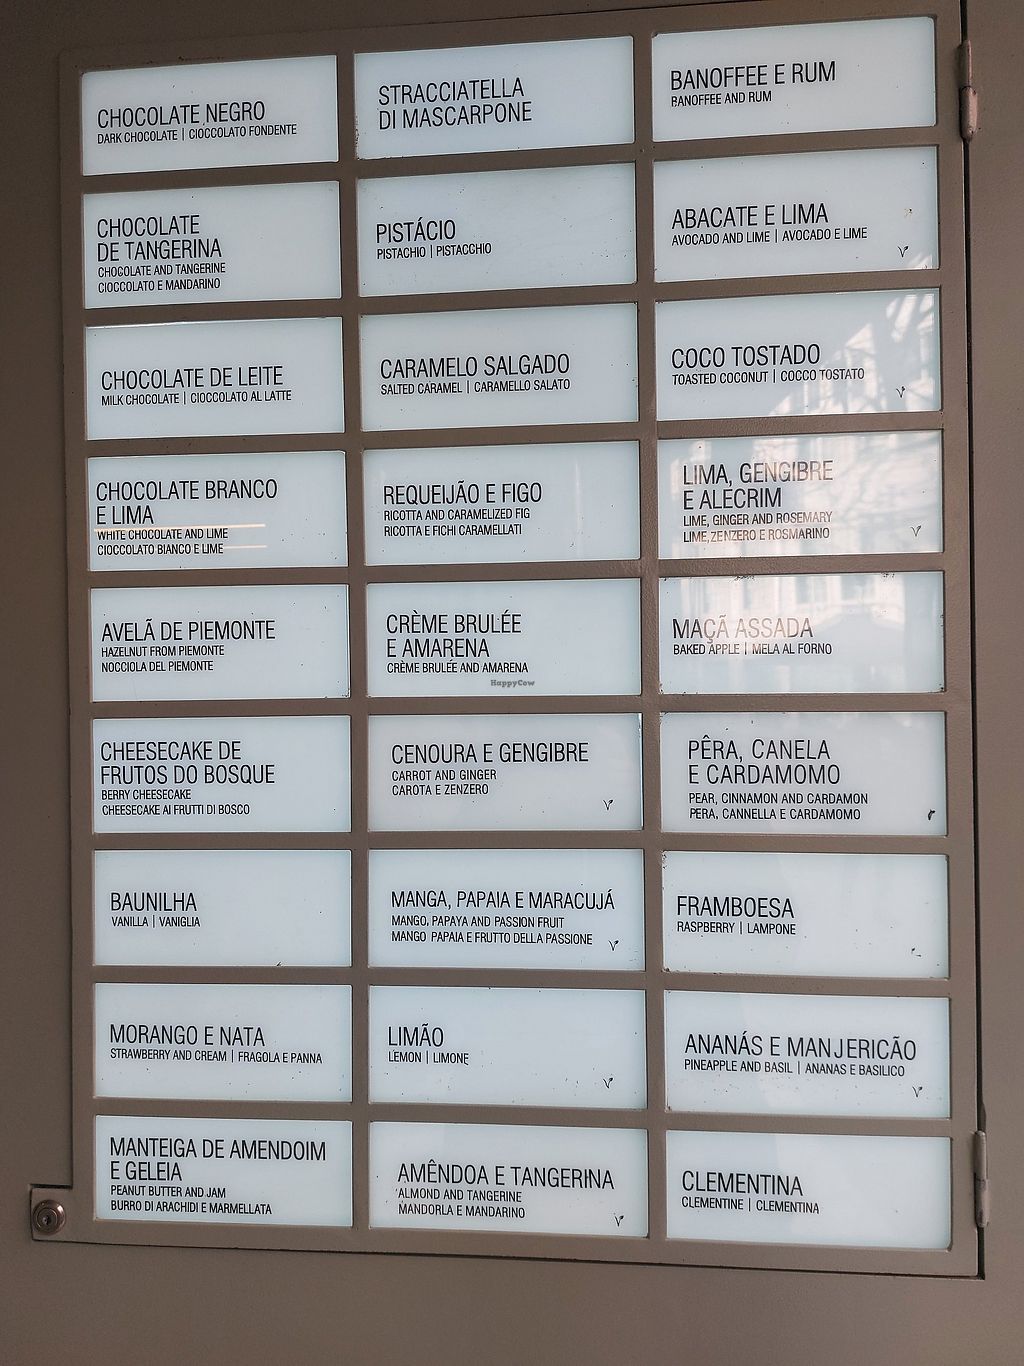 CHOCOLATE NEGRO
DARK CHOCOLATE | CIOCCOLATO FONDENTE
CHOCOLATE
DE TANGERINA
CHOCOLATE AND TANGERINE
CIOCCOLATO E MANDARINO
CHOCOLATE DE LEITE
MILK CHOCOLATE | CIOCCOLATO AL LATTE
CHOCOLATE BRANCO
E LIMA
WHITE CHOCOLATE AND LIME
CIOCCOLATO BIANCO E LIME
AVELÃ DE PIEMONTE
HAZELNUT FROM PIEMONTE
NOCCIOLA DEL PIEMONTE
CHEESECAKE DE
FRUTOS DO BOSQUE
BERRY CHEESECAKE
CHEESECAKE AI FRUTTI DI BOSCO
BAUNILHA
VANILLA | VANIGLIA
MORANGO E NATA
STRAWBERRY AND CREAM | FRAGOLA E PANNA
MANTEIGA DE AMENDOIM
E GELEIA
PEANUT BUTTER AND JAM
BURRO DI ARACHIDI E MARMELLATA
STRACCIATELLA
DI MASCARPONE
PISTÁCIO
PISTACHIO | PISTACCHIO
CARAMELO SALGADO
SALTED CARAMEL | CARAMELLO SALATO
REQUEIJÃO E FIGO
RICOTTA AND CARAMELIZED FIG
RICOTTA E FICHI CARAMELLATI
CRÈME BRULÉE
E AMARENA
CRÈME BRULÉE AND AMARENA
HappyCow
CENOURA E GENGIBRE
CARROT AND GINGER
CAROTA E ZENZERO
MANGA, PAPAIA E MARACUJÁ
MANGO, PAPAYA AND PASSION FRUIT
MANGO PAPAIA E FRUTTO DELLA PASSIONE
LIMÃO
LEMON | LIMONE
AMÊNDOA E TANGERINA
ALMOND AND TANGERINE
MANDORLA E MANDARINO
BANOFFEE E RUM
BANOFFEE AND RUM
ABACATE E LIMA
AVOCADO AND LIME | AVOCADO E LIME
COCO TOSTADO
TOASTED COCONUT | COCCO TOSTATO
LIMA, GENGIBRE
E ALECRIM
LIME, GINGER AND ROSEMARY
LIME, ZENZERO E ROSMARINO
MAÇÃ ASSADA
BAKED APPLE | MELA AL FORNO
PÊRA, CANELA
E CARDAMOMO
PEAR, CINNAMON AND CARDAMON
PERA, CANNELLA E CARDAMOMO
FRAMBOESA
RASPBERRY | LAMPONE
ANANÁS E MANJERICÃO
PINEAPPLE AND BASIL | ANANAS E BASILICO
CLEMENTINA
CLEMENTINE | CLEMENTINA